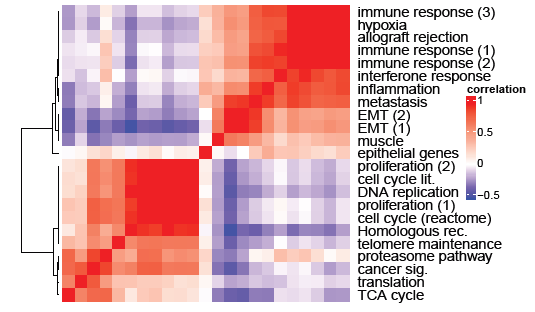 immune response (3)
hypoxia
allograft rejection
immune response (1)
immune response (2)
interferone response
inflammation
metastasis
EMT (2)
EMT (1)
muscle
epithelial genes
proliferation (2)
cell cycle lit.
DNA replication
proliferation (1)
cell cycle (reactome)
Homologous rec.
telomere maintenance
proteasome pathway
cancer sig.
translation
TCA cycle
correlation
1
0.5
0
−0.5